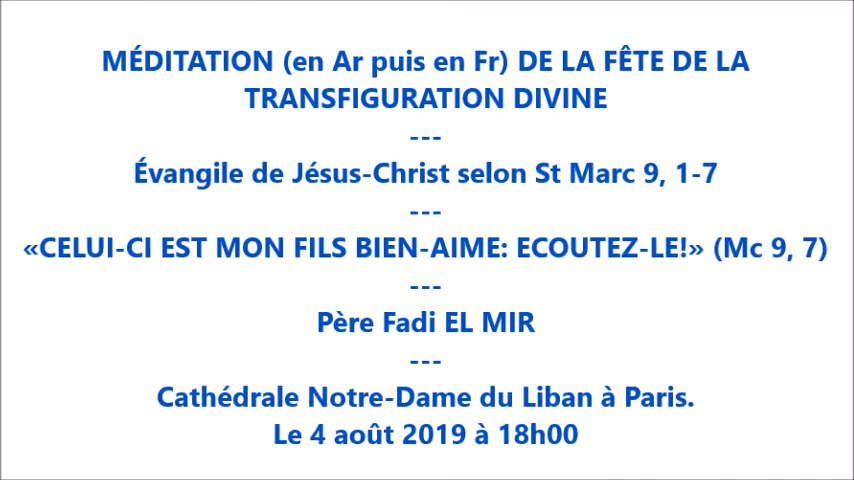 MÉDITATION (en Ar puis en Fr) DE LA FÊTE DE LA
TRANSFIGURATION DIVINE
---
Évangile de Jésus-Christ selon St Marc 9, 1-7
---
«CELUI-CI EST MON FILS BIEN-AIME: ECOUTEZ-LE!» (Mc 9, 7)
---
Père Fadi EL MIR
---
Cathédrale Notre-Dame du Liban à Paris.
Le 4 août 2019 à 18h00